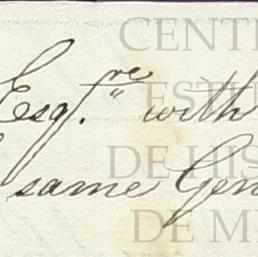 CENT
Esq.re with
ESTU
same Gen
DE HIS
DE M